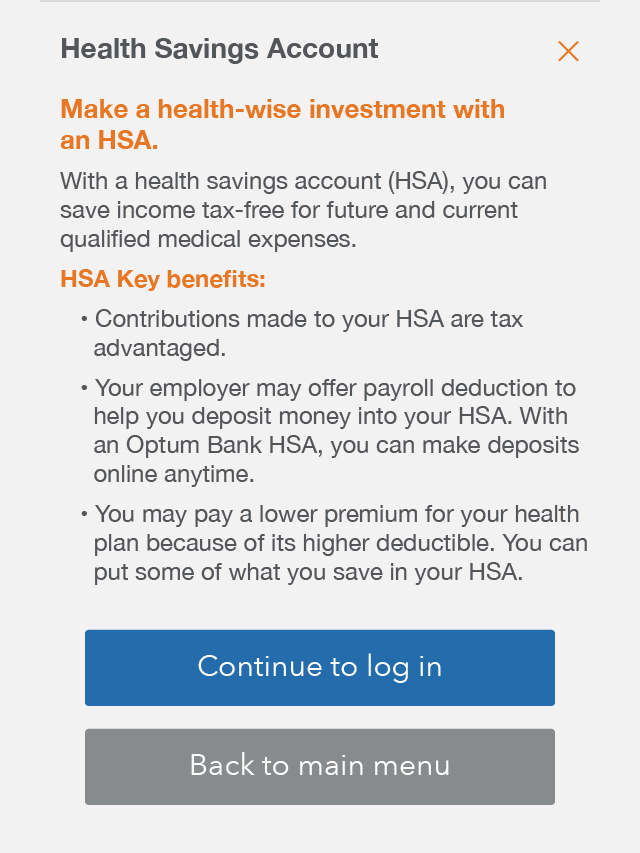 Health Savings Account
Make a health-wise investment with
an HSA.
With a health savings account (HSA), you can
save income tax-free for future and current
qualified medical expenses.
HSA Key benefits:
• Contributions made to your HSA are tax
advantaged.
• Your employer may offer payroll deduction to
help you deposit money into your HSA. With
an Optum Bank HSA, you can make deposits
online anytime.
• You may pay a lower premium for your health
plan because of its higher deductible. You can
put some of what you save in your HSA.
Continue to log in
Back to main menu